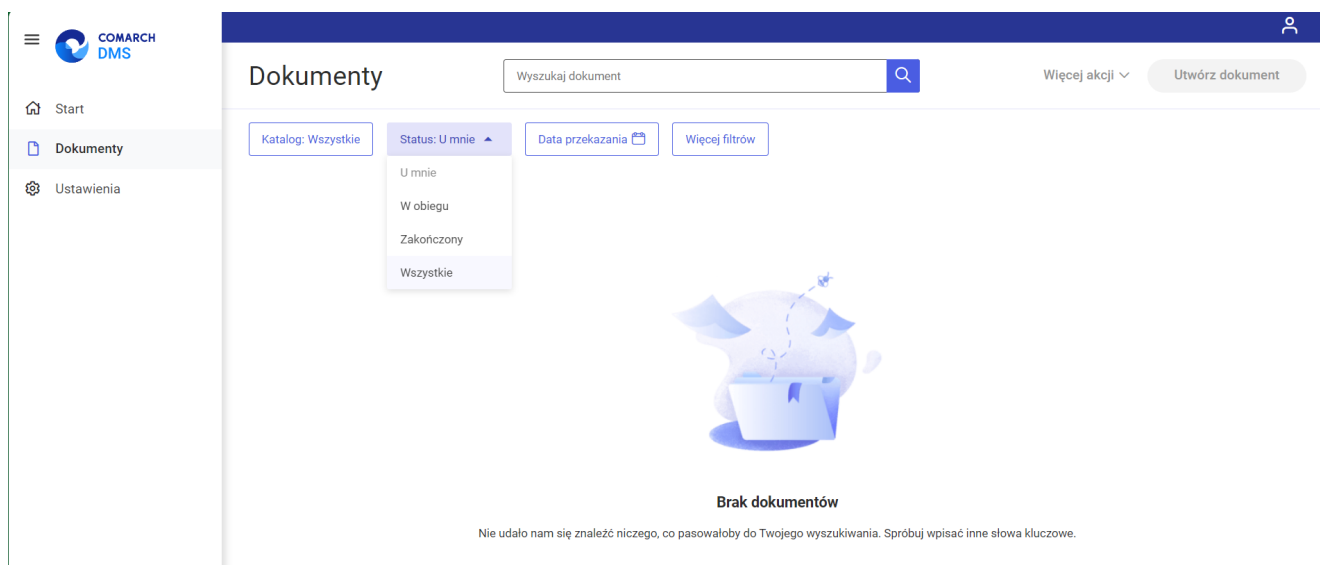 COMARCH
DMS
Start
Dokumenty
Ustawienia
Dokumenty
Wyszukaj dokument
Więcej akcji
Utwórz dokument
Katalog: Wszystkie
Status: U mnie
Data przekazania
Więcej filtrów
U mnie
W obiegu
Zakończony
Wszystkie
Brak dokumentów
Nie udało nam się znaleźć niczego, co pasowałoby do Twojego wyszukiwania. Spróbuj wpisać inne słowa kluczowe.